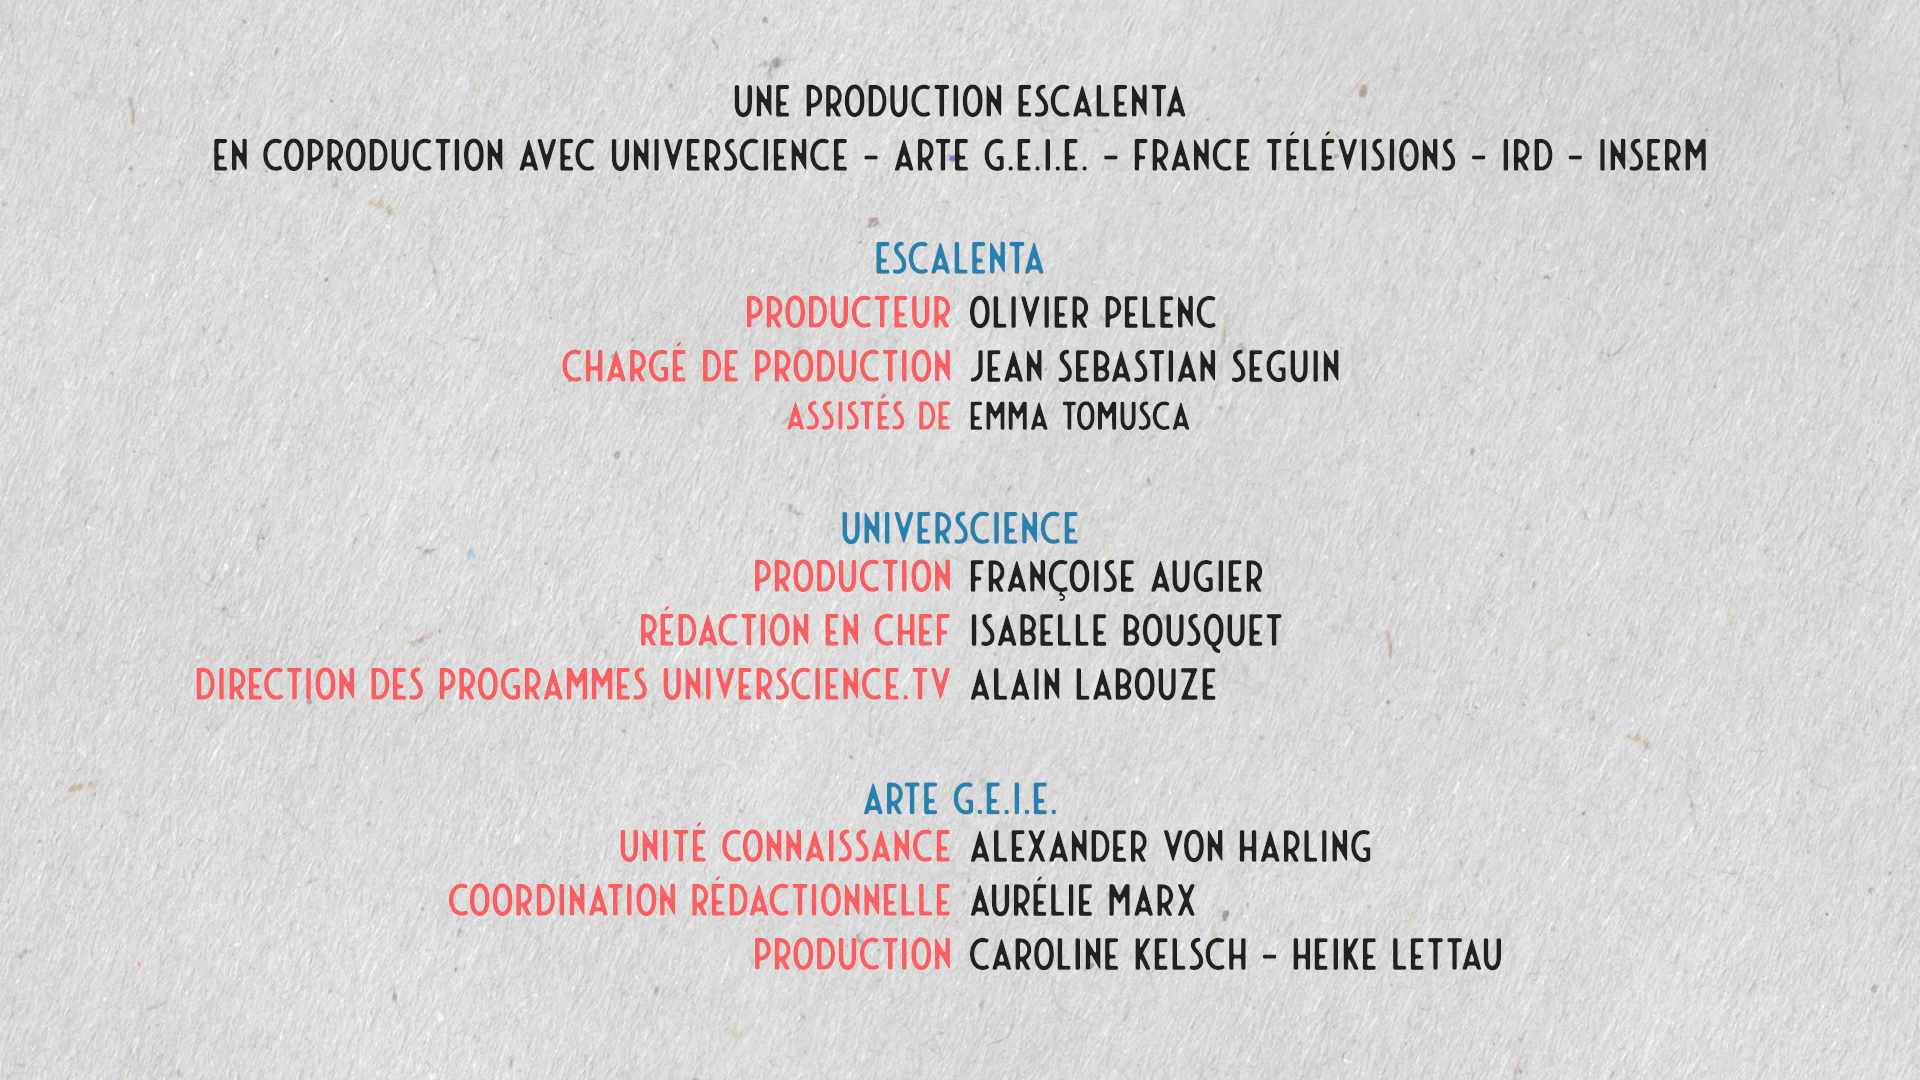 UNE PRODUCTION ESCALENTA
EN COPRODUCTION AVEC UNIVERSCIENCE - ARTE G.E.I.E. - FRANCE TÉLÉVISIONS - IRD - INSERM
ESCALENTA
PRODUCTEUR OLIVIER PELENC
CHARGÉ DE PRODUCTION JEAN SEBASTIAN SEGUIN
ASSISTÉS DE EMMA TOMUSCA
UNIVERSCIENCE
PRODUCTION FRANÇOISE AUGIER
RÉDACTION EN CHEF ISABELLE BOUSQUET
DIRECTION DES PROGRAMMES UNIVERSCIENCE.TV ALAIN LABOUZE
ARTE G.E.I.E.
UNITÉ CONNAISSANCE ALEXANDER VON HARLING
COORDINATION RÉDACTIONNELLE AURÉLIE MARX
PRODUCTION CAROLINE KELSCH - HEIKE LETTAU